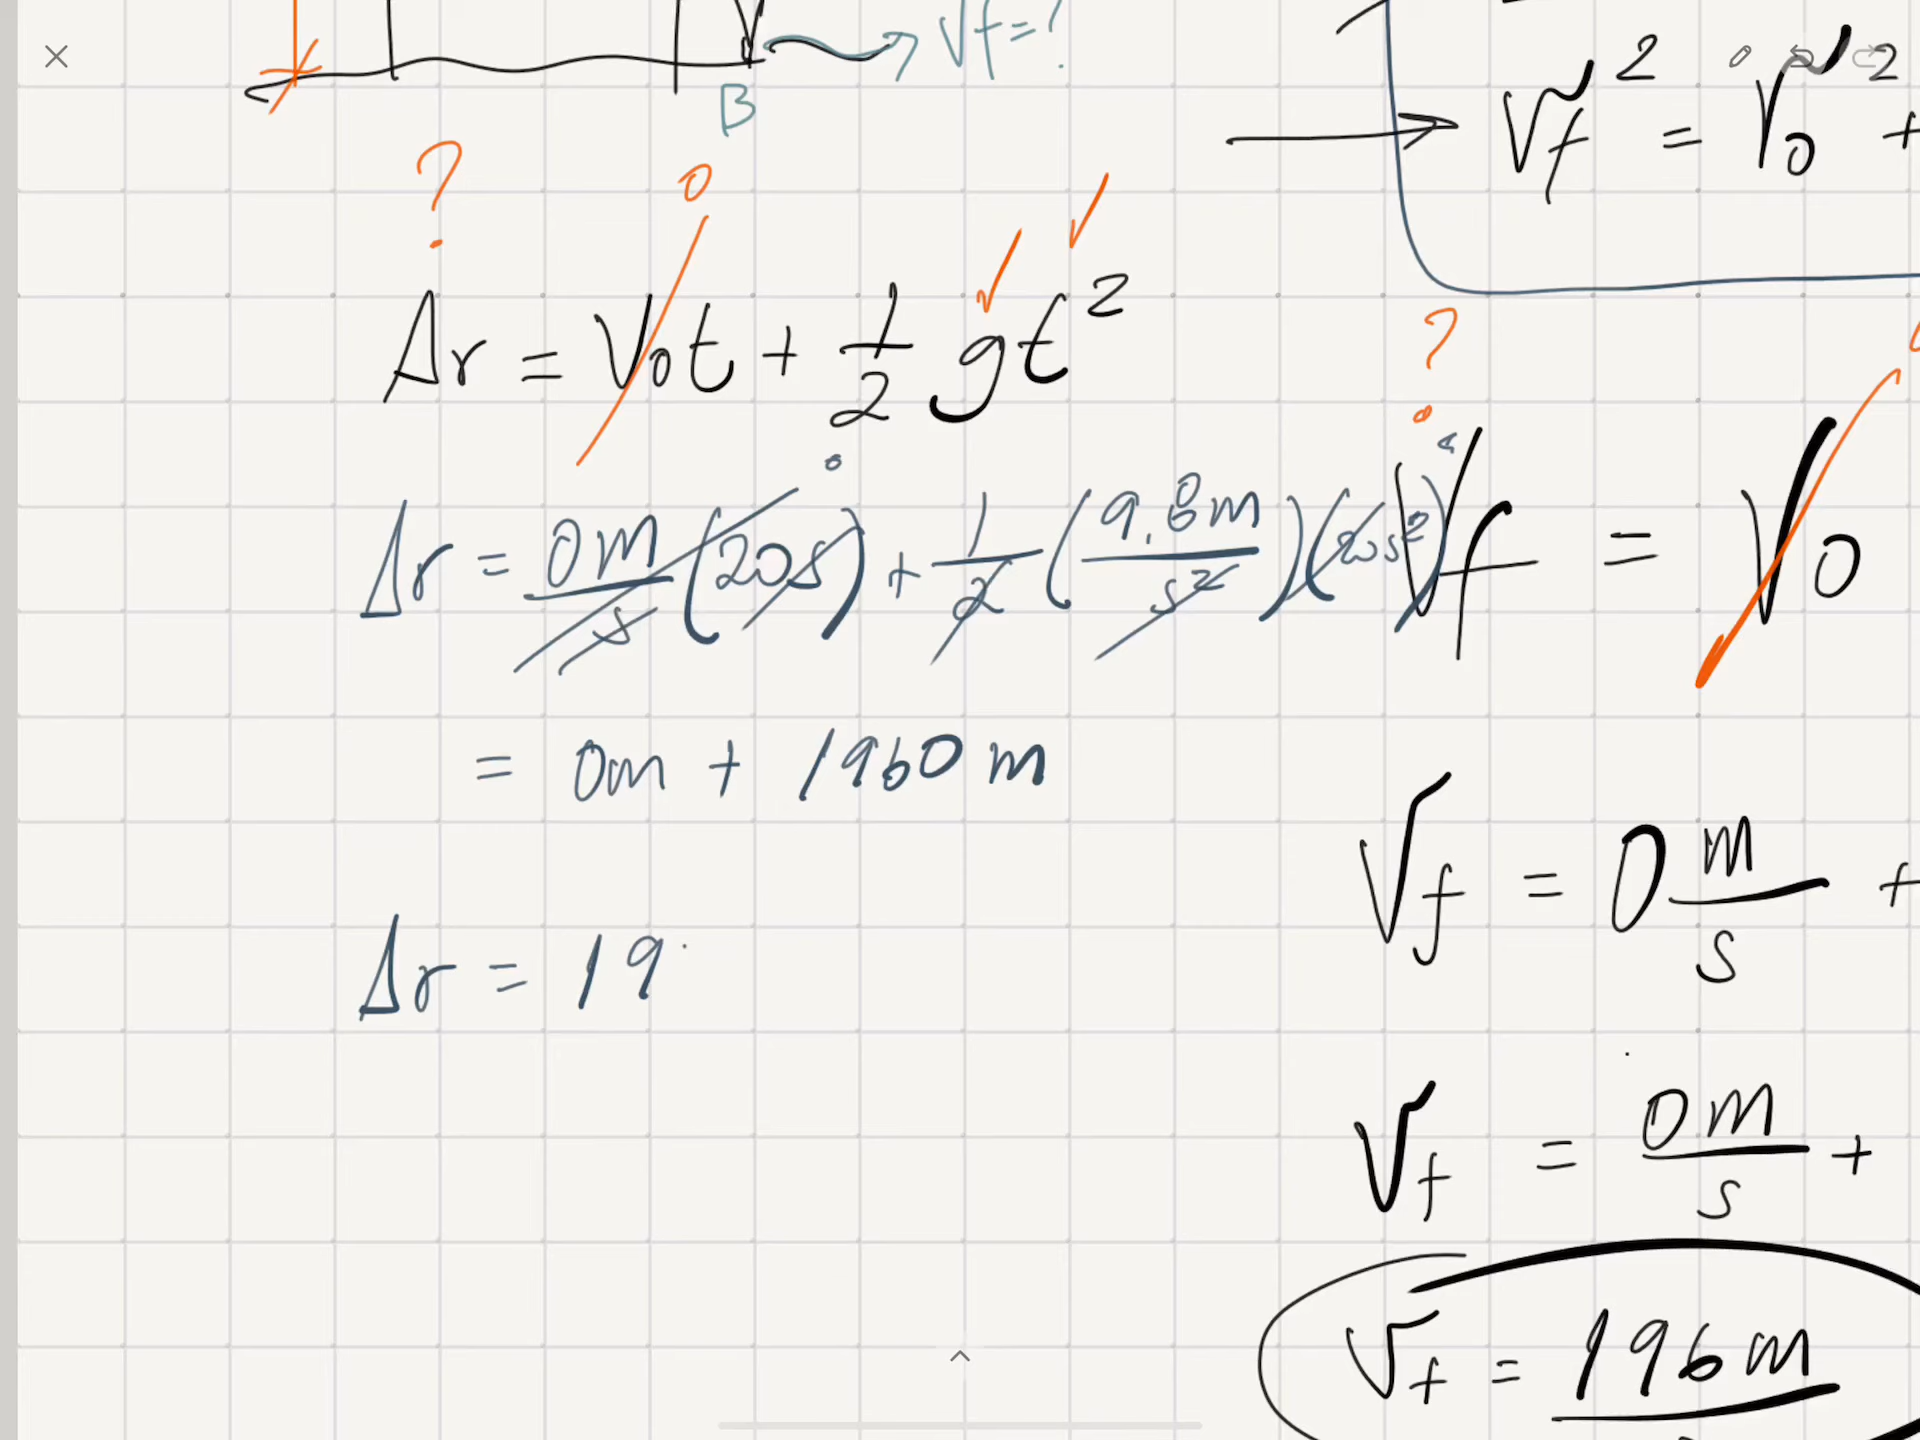 Vf = ?
B
Vf² = V₀² +
?
0
Δr = V₀t + 1/2 gt²
?
0
Δr = 0m/s (20s) + 1/2 (9.8m/s²)(20s)²
Vf = V₀
= 0m + 1960 m
Vf = 0 m/s +
Δr = 19
Vf = 0m/s +
Vf = 196 m